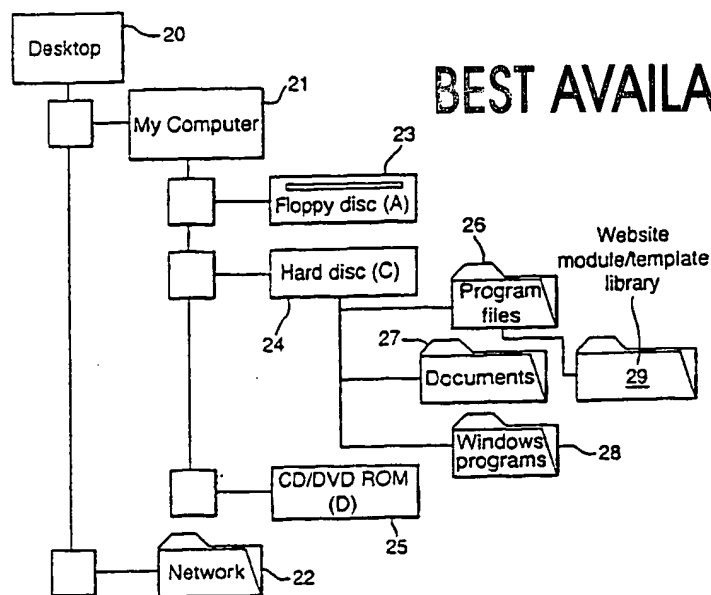 Desktop
20
BEST AVAILA
21
My Computer
23
Floppy disc (A)
26
Website
module/template
library
Hard disc (C)
24
Program
files
27
Documents
29
Windows
programs
28
CD/DVD ROM
(D)
25
Network
22